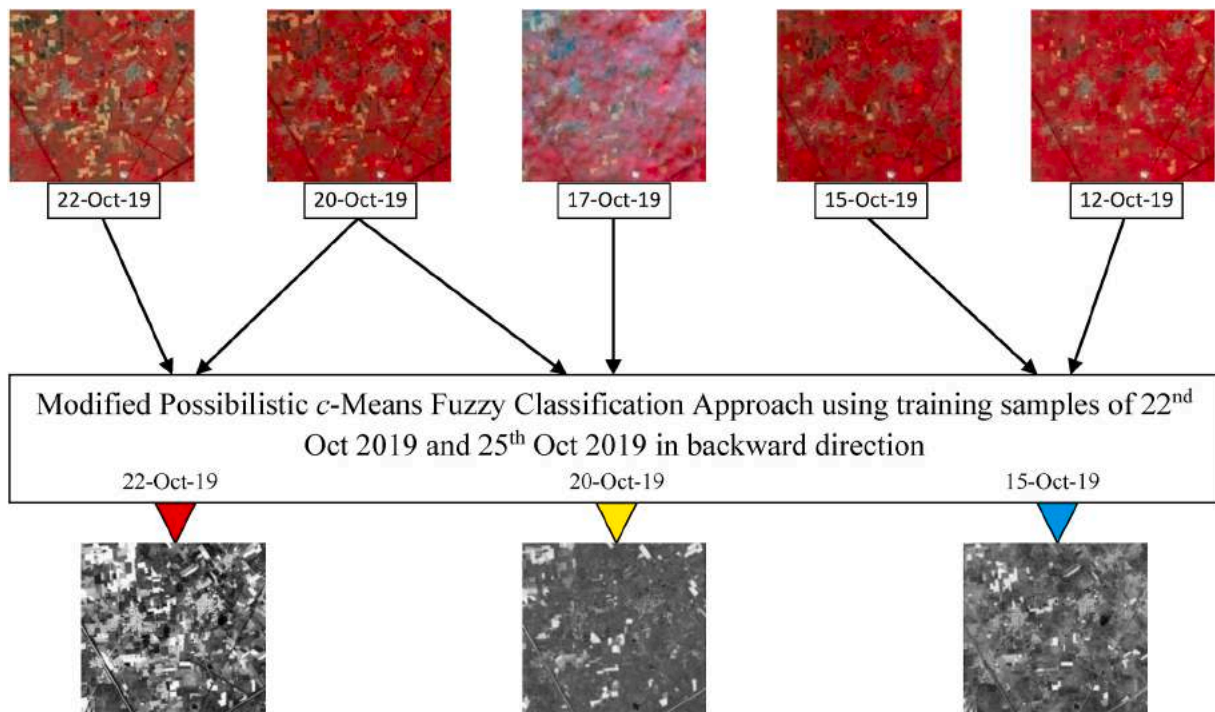 22-Oct-19
20-Oct-19
17-Oct-19
15-Oct-19
12-Oct-19
Modified Possibilistic c-Means Fuzzy Classification Approach using training samples of 22nd
Oct 2019 and 25th Oct 2019 in backward direction
22-Oct-19
20-Oct-19
15-Oct-19